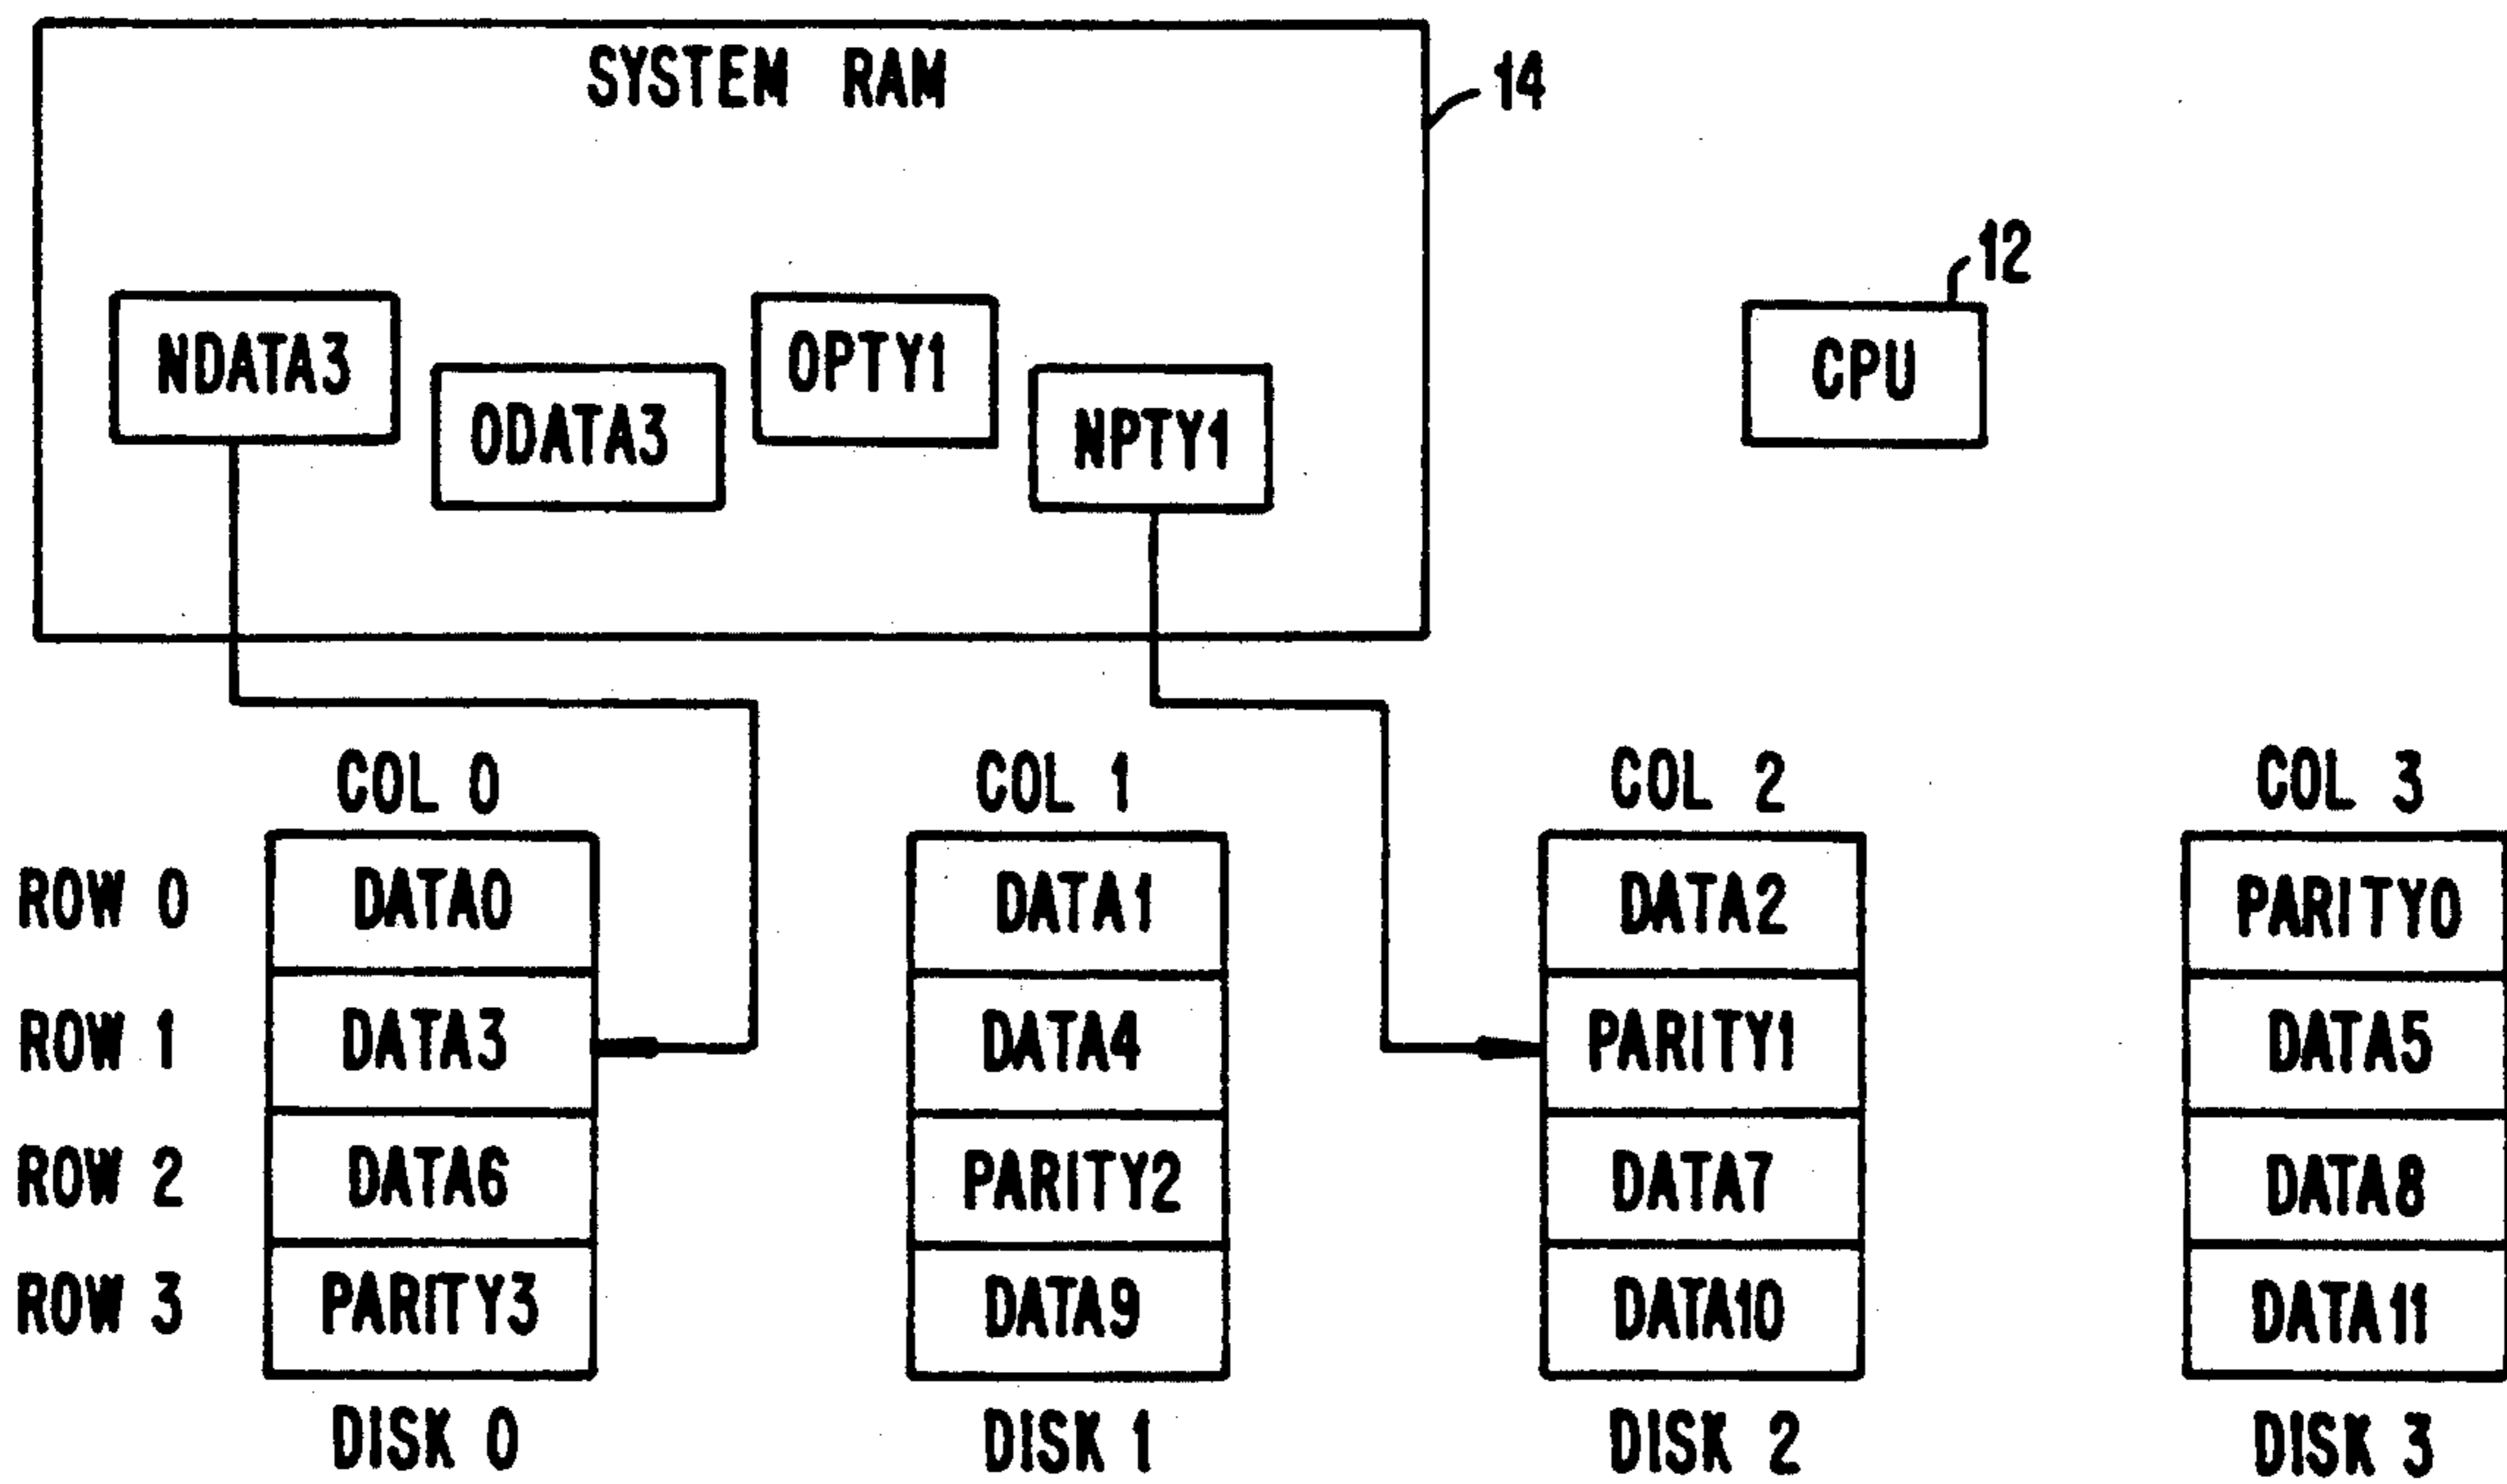 SYSTEM RAM
14
12
NDATA3
ODATA3
OPTY1
NPTY1
CPU
COL 0 COL 1 COL 2 COL 3
ROW 0 DATA0 DATA1 DATA2 PARITY0
ROW 1 DATA3 DATA4 PARITY1 DATA5
ROW 2 DATA6 PARITY2 DATA7 DATA8
ROW 3 PARITY3 DATA9 DATA10 DATA11
DISK 0 DISK 1 DISK 2 DISK 3